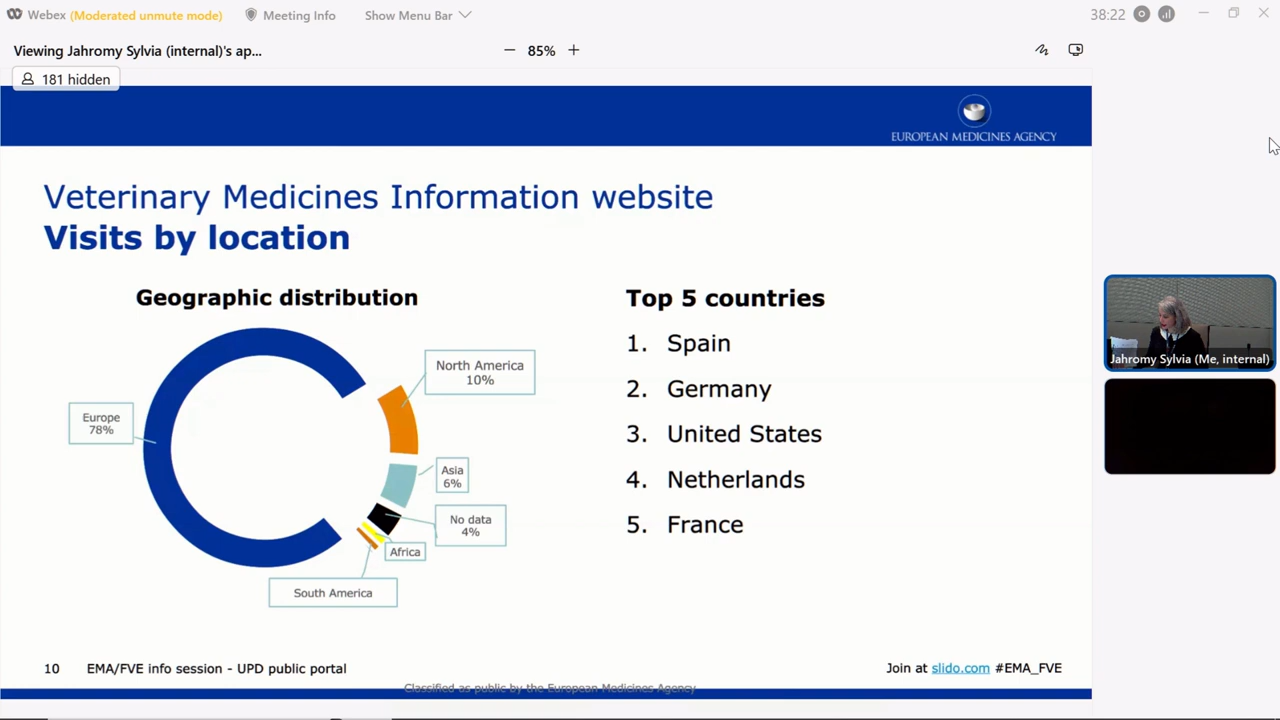 Webex (Moderated unmute mode) Meeting Info Show Menu Bar 38:22
Viewing Jahromy Sylvia (internal)'s ap... 85%
181 hidden
EUROPEAN MEDICINES AGENCY
Veterinary Medicines Information website
Visits by location
Geographic distribution
North America
10%
Europe
78%
Asia
6%
No data
4%
Africa
South America
Top 5 countries
1. Spain
2. Germany
3. United States
4. Netherlands
5. France
Jahromy Sylvia (Me, internal)
10 EMA/FVE info session - UPD public portal
Join at slido.com #EMA_FVE
Classified as public by the European Medicines Agency